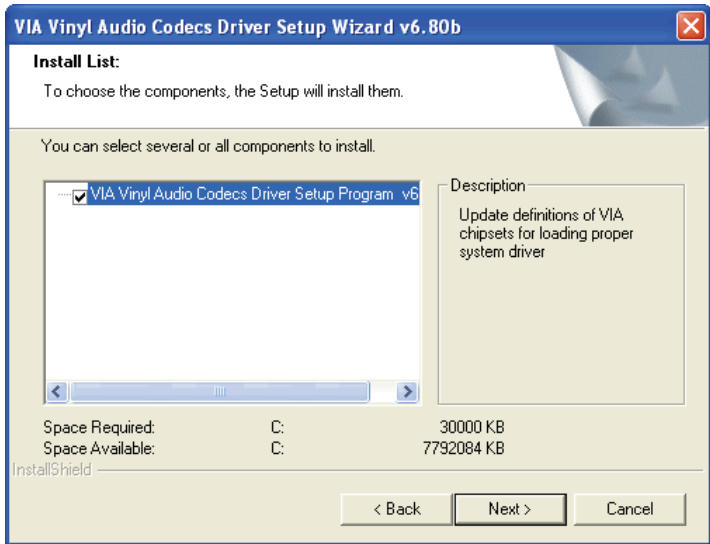 VIA Vinyl Audio Codecs Driver Setup Wizard v6.80b
Install List:
To choose the components, the Setup will install them.
You can select several or all components to install.
VIA Vinyl Audio Codecs Driver Setup Program v6
Description
Update definitions of VIA
chipsets for loading proper
system driver
Space Required: C: 30000 KB
Space Available: C: 7792084 KB
InstallShield
< Back Next > Cancel